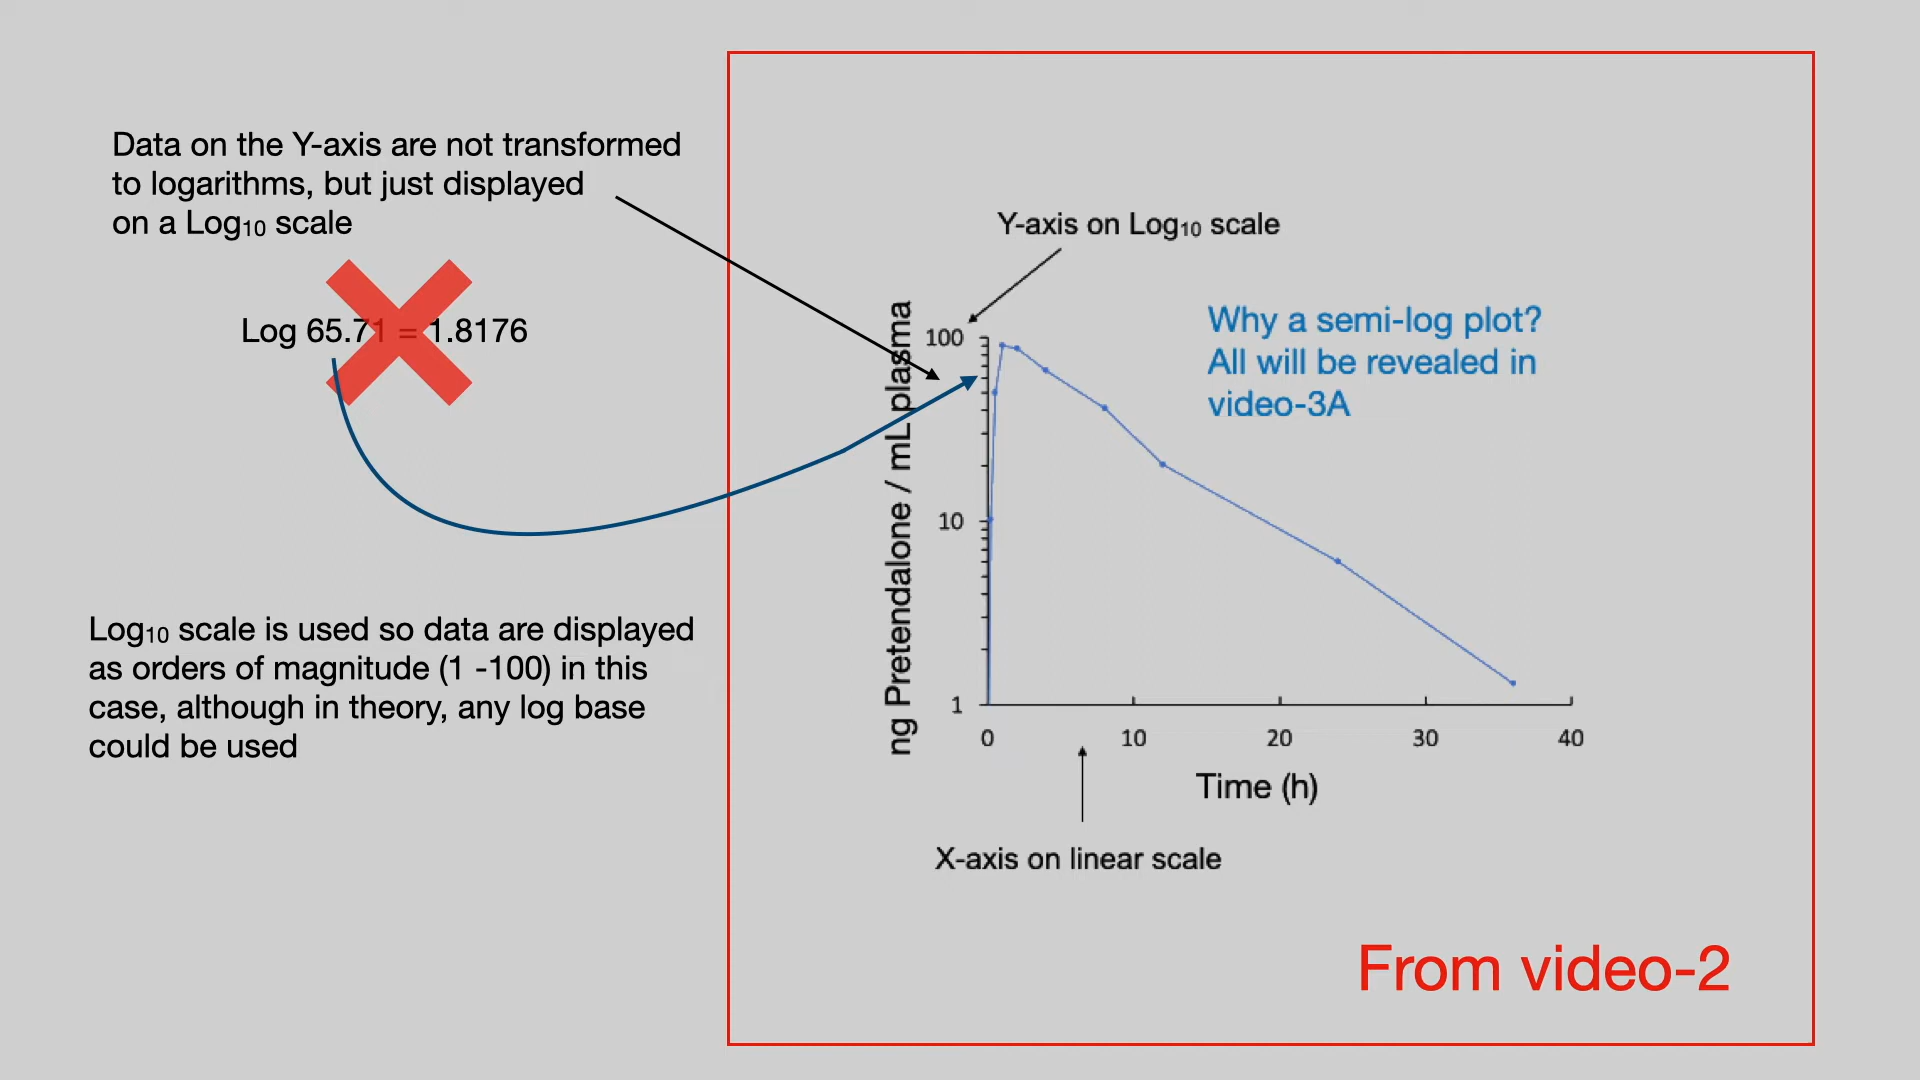 Data on the Y-axis are not transformed
to logarithms, but just displayed
on a Log₁₀ scale
Log 65.71 = 1.8176
Log₁₀ scale is used so data are displayed
as orders of magnitude (1 -100) in this
case, although in theory, any log base
could be used
Y-axis on Log₁₀ scale
Why a semi-log plot?
All will be revealed in
video-3A
ng Pretendalone / mL plasma
100
10
1
0 10 20 30 40
Time (h)
X-axis on linear scale
From video-2